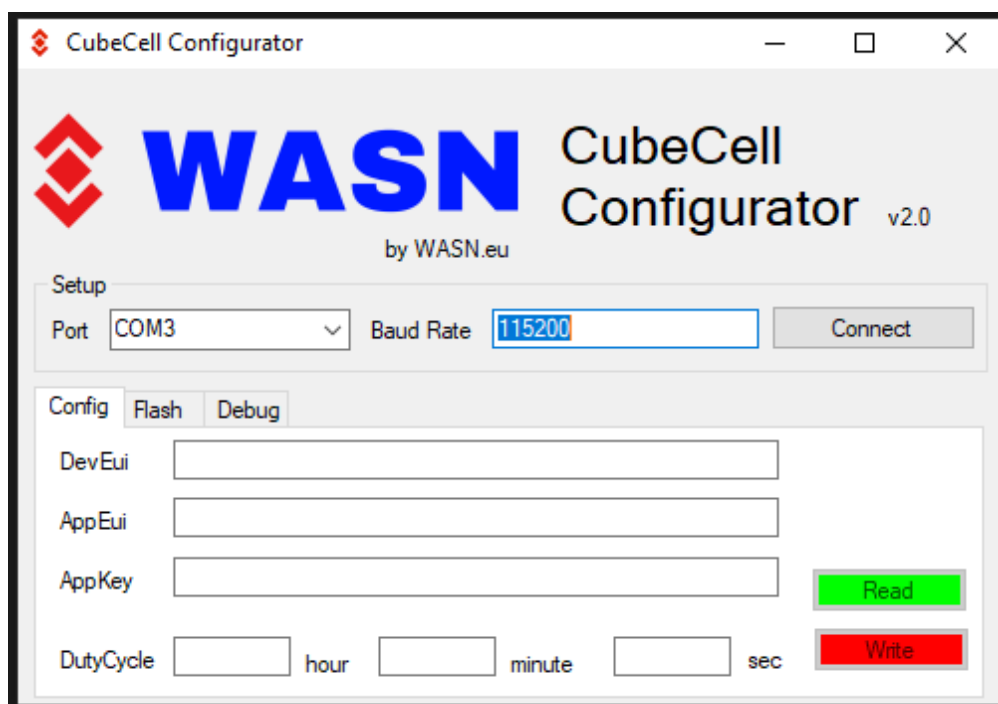 CubeCell Configurator
WASN
CubeCell
Configurator v2.0
by WASN.eu
Setup
Port COM3 Baud Rate 115200 Connect
Config Flash Debug
DevEui
AppEui
AppKey
Read
DutyCycle hour minute sec
Write